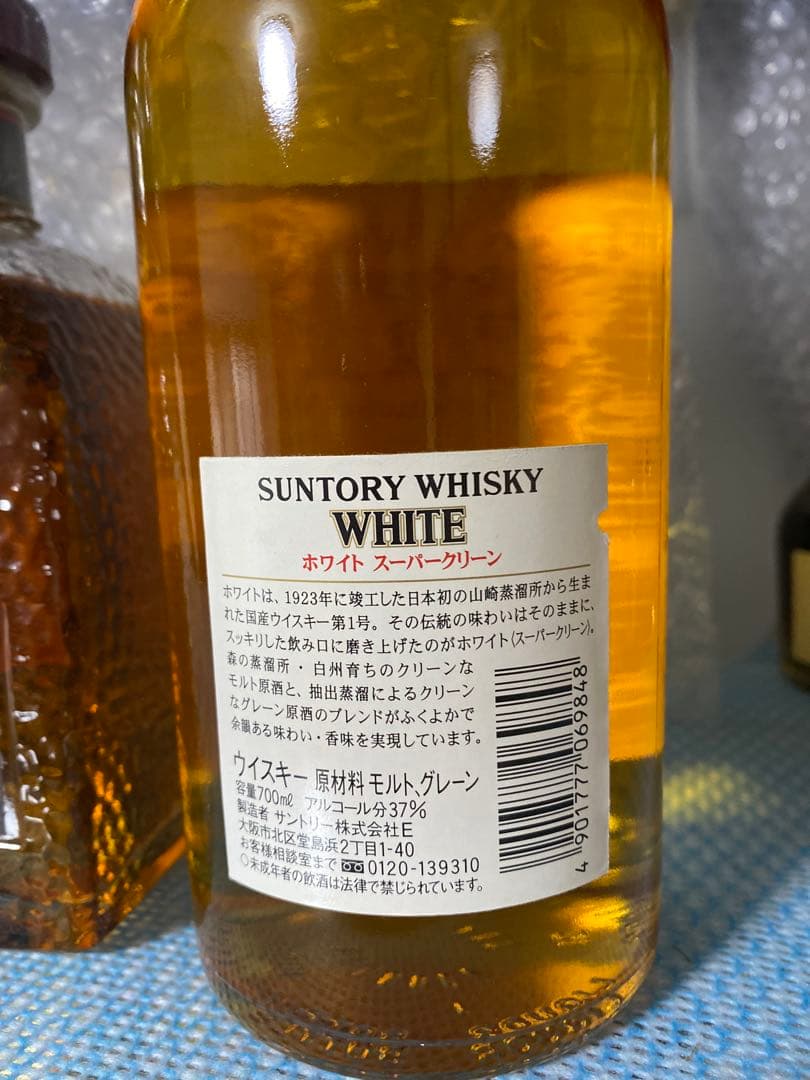 SUNTORY WHISKY
WHITE
ホワイト スーパークリーン
ホワイトは、1923年に竣工した日本初の山崎蒸溜所から生ま
れた国産ウイスキー第1号。その伝統の味わいはそのままに、
スッキリした飲み口に磨き上げたのがホワイト〈スーパークリーン〉。
森の蒸溜所・白州育ちのクリーンな
モルト原酒と、抽出蒸溜によるクリーン
なグレーン原酒のブレンドがふくよかで
余韻ある味わい・香味を実現しています。
ウイスキー 原材料 モルト、グレーン
容量700㎖ アルコール分37%
製造者 サントリー株式会社E
大阪市北区堂島浜2丁目1-40
お客様相談室まで 0120-139310
○未成年者の飲酒は法律で禁じられています。
4 901777 069848